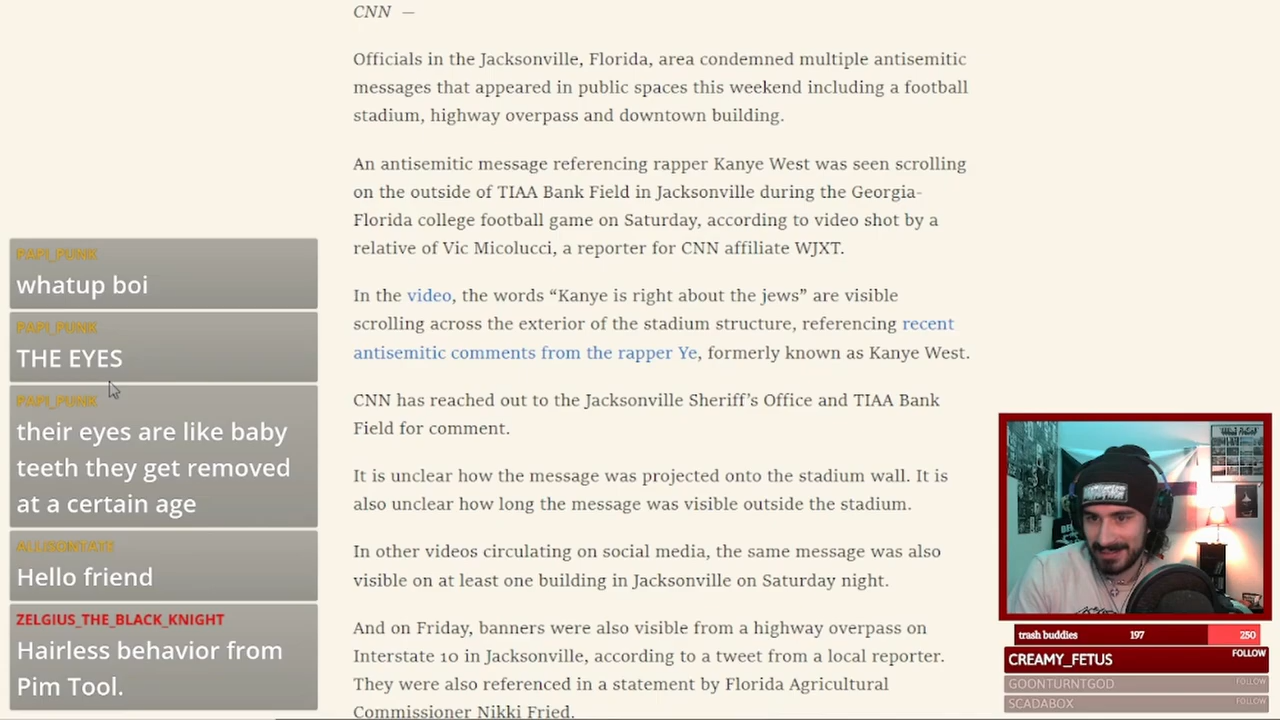 CNN —
Officials in the Jacksonville, Florida, area condemned multiple antisemitic
messages that appeared in public spaces this weekend including a football
stadium, highway overpass and downtown building.
An antisemitic message referencing rapper Kanye West was seen scrolling
on the outside of TIAA Bank Field in Jacksonville during the Georgia-
Florida college football game on Saturday, according to video shot by a
relative of Vic Micolucci, a reporter for CNN affiliate WJXT.
In the video, the words “Kanye is right about the jews” are visible
scrolling across the exterior of the stadium structure, referencing recent
antisemitic comments from the rapper Ye, formerly known as Kanye West.
CNN has reached out to the Jacksonville Sheriff’s Office and TIAA Bank
Field for comment.
It is unclear how the message was projected onto the stadium wall. It is
also unclear how long the message was visible outside the stadium.
In other videos circulating on social media, the same message was also
visible on at least one building in Jacksonville on Saturday night.
And on Friday, banners were also visible from a highway overpass on
Interstate 10 in Jacksonville, according to a tweet from a local reporter.
They were also referenced in a statement by Florida Agricultural
Commissioner Nikki Fried.
PAPI_PUNK
whatup boi
PAPI_PUNK
THE EYES
PAPI_PUNK
their eyes are like baby
teeth they get removed
at a certain age
ALLISONTATE
Hello friend
ZELGIUS_THE_BLACK_KNIGHT
Hairless behavior from
Pim Tool.
trash buddies 197 250
CREAMY_FETUS FOLLOW
GOONTURNTGOD FOLLOW
SCADABOX FOLLOW